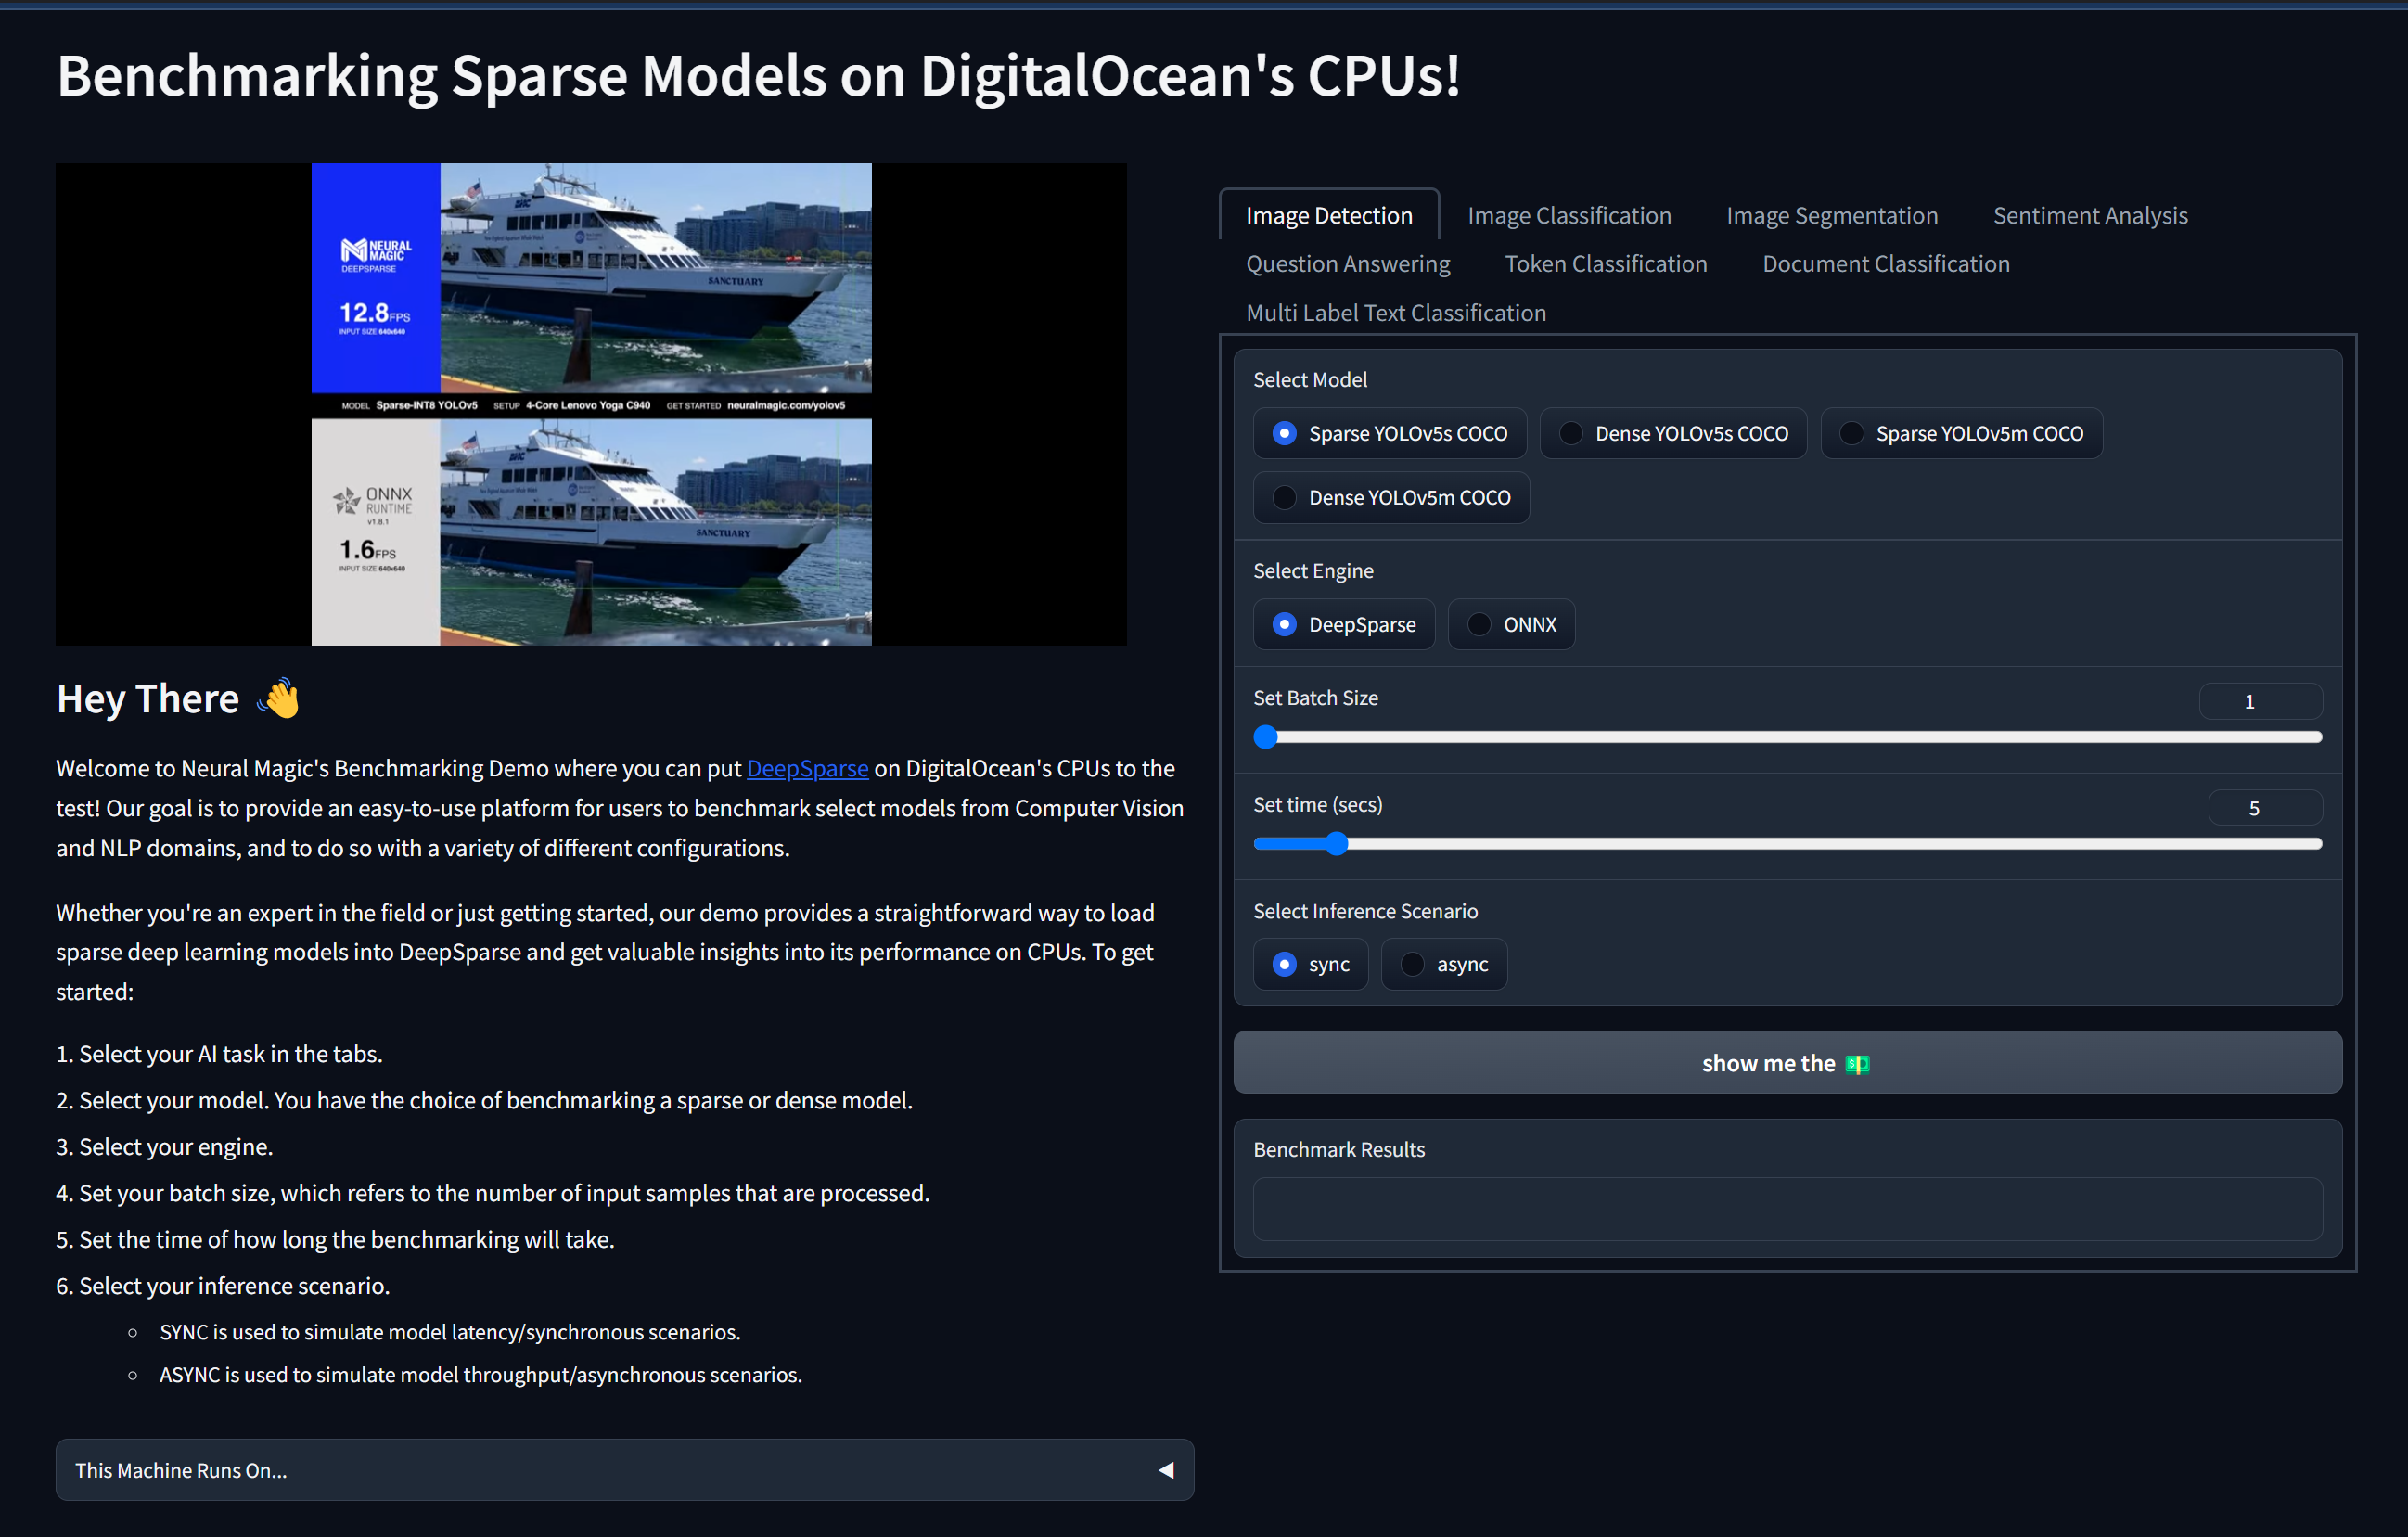 Benchmarking Sparse Models on DigitalOcean's CPUs!
NEURAL
MAGIC
DEEPSPARSE
12.8FPS
INPUT SIZE 640x640
SANCTUARY
MODEL Sparse-INT8 YOLOv5 SETUP 4-Core Lenovo Yoga C940 GET STARTED neuralmagic.com/yolov5
ONNX
RUNTIME
v1.8.1
1.6FPS
INPUT SIZE 640x640
SANCTUARY
Hey There 👋
Welcome to Neural Magic's Benchmarking Demo where you can put DeepSparse on DigitalOcean's CPUs to the
test! Our goal is to provide an easy-to-use platform for users to benchmark select models from Computer Vision
and NLP domains, and to do so with a variety of different configurations.
Whether you're an expert in the field or just getting started, our demo provides a straightforward way to load
sparse deep learning models into DeepSparse and get valuable insights into its performance on CPUs. To get
started:
1. Select your AI task in the tabs.
2. Select your model. You have the choice of benchmarking a sparse or dense model.
3. Select your engine.
4. Set your batch size, which refers to the number of input samples that are processed.
5. Set the time of how long the benchmarking will take.
6. Select your inference scenario.
SYNC is used to simulate model latency/synchronous scenarios.
ASYNC is used to simulate model throughput/asynchronous scenarios.
This Machine Runs On...
Image Detection Image Classification Image Segmentation Sentiment Analysis
Question Answering Token Classification Document Classification
Multi Label Text Classification
Select Model
Sparse YOLOv5s COCO Dense YOLOv5s COCO Sparse YOLOv5m COCO
Dense YOLOv5m COCO
Select Engine
DeepSparse ONNX
Set Batch Size 1
Set time (secs) 5
Select Inference Scenario
sync async
show me the 💵
Benchmark Results